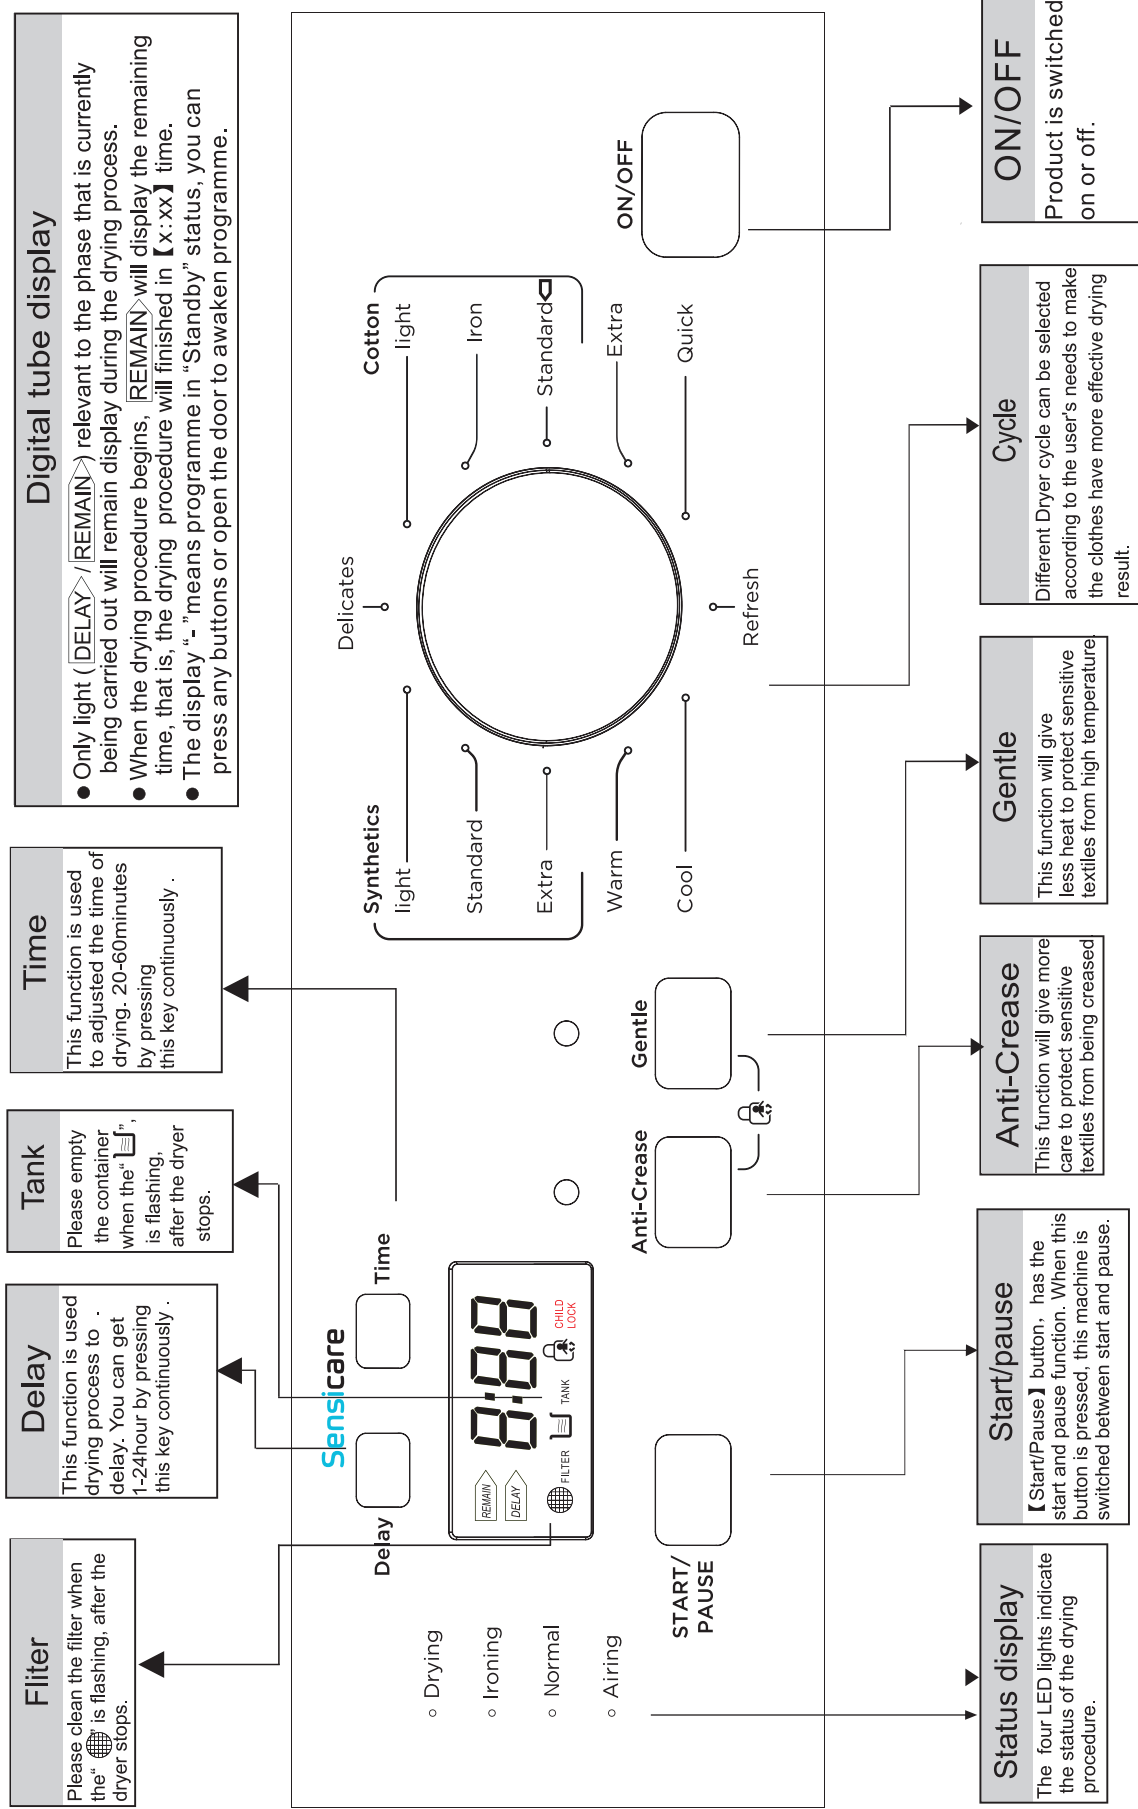 Fliter
Please clean the filter when
the“ ” is flashing, after the
dryer stops.
Delay
This function is used
drying process to .
delay. You can get
1-24hour by pressing
this key continuously .
Tank
Please empty
the container
when the“ ”,
is flashing,
after the dryer
stops.
Time
This function is used
to adjusted the time of
drying. 20-60minutes
by pressing
this key continuously .
Digital tube display
● Only light ( DELAY / REMAIN ) relevant to the phase that is currently
being carried out will remain display during the drying process.
● When the drying procedure begins, REMAIN will display the remaining
time, that is, the drying procedure will finished in【x:xx】time.
● The display “-”means programme in “Standby” status, you can
press any buttons or open the door to awaken programme.
Sensicare
Delay
Time
REMAIN
DELAY
8:88
FILTER
TANK
CHILD
LOCK
Drying
Ironing
Normal
Airing
START/
PAUSE
Anti-Crease
Gentle
Synthetics
light
Standard
Extra
Warm
Cool
Delicates
Refresh
Cotton
light
Iron
Standard
Extra
Quick
ON/OFF
Status display
The four LED lights indicate
the status of the drying
procedure.
Start/pause
【Start/Pause】button, has the
start and pause function. When this
button is pressed, this machine is
switched between start and pause.
Anti-Crease
This function will give more
care to protect sensitive
textiles from being creased.
Gentle
This function will give
less heat to protect sensitive
textiles from high temperature.
Cycle
Different Dryer cycle can be selected
according to the user's needs to make
the clothes have more effective drying
result.
ON/OFF
Product is switched
on or off.